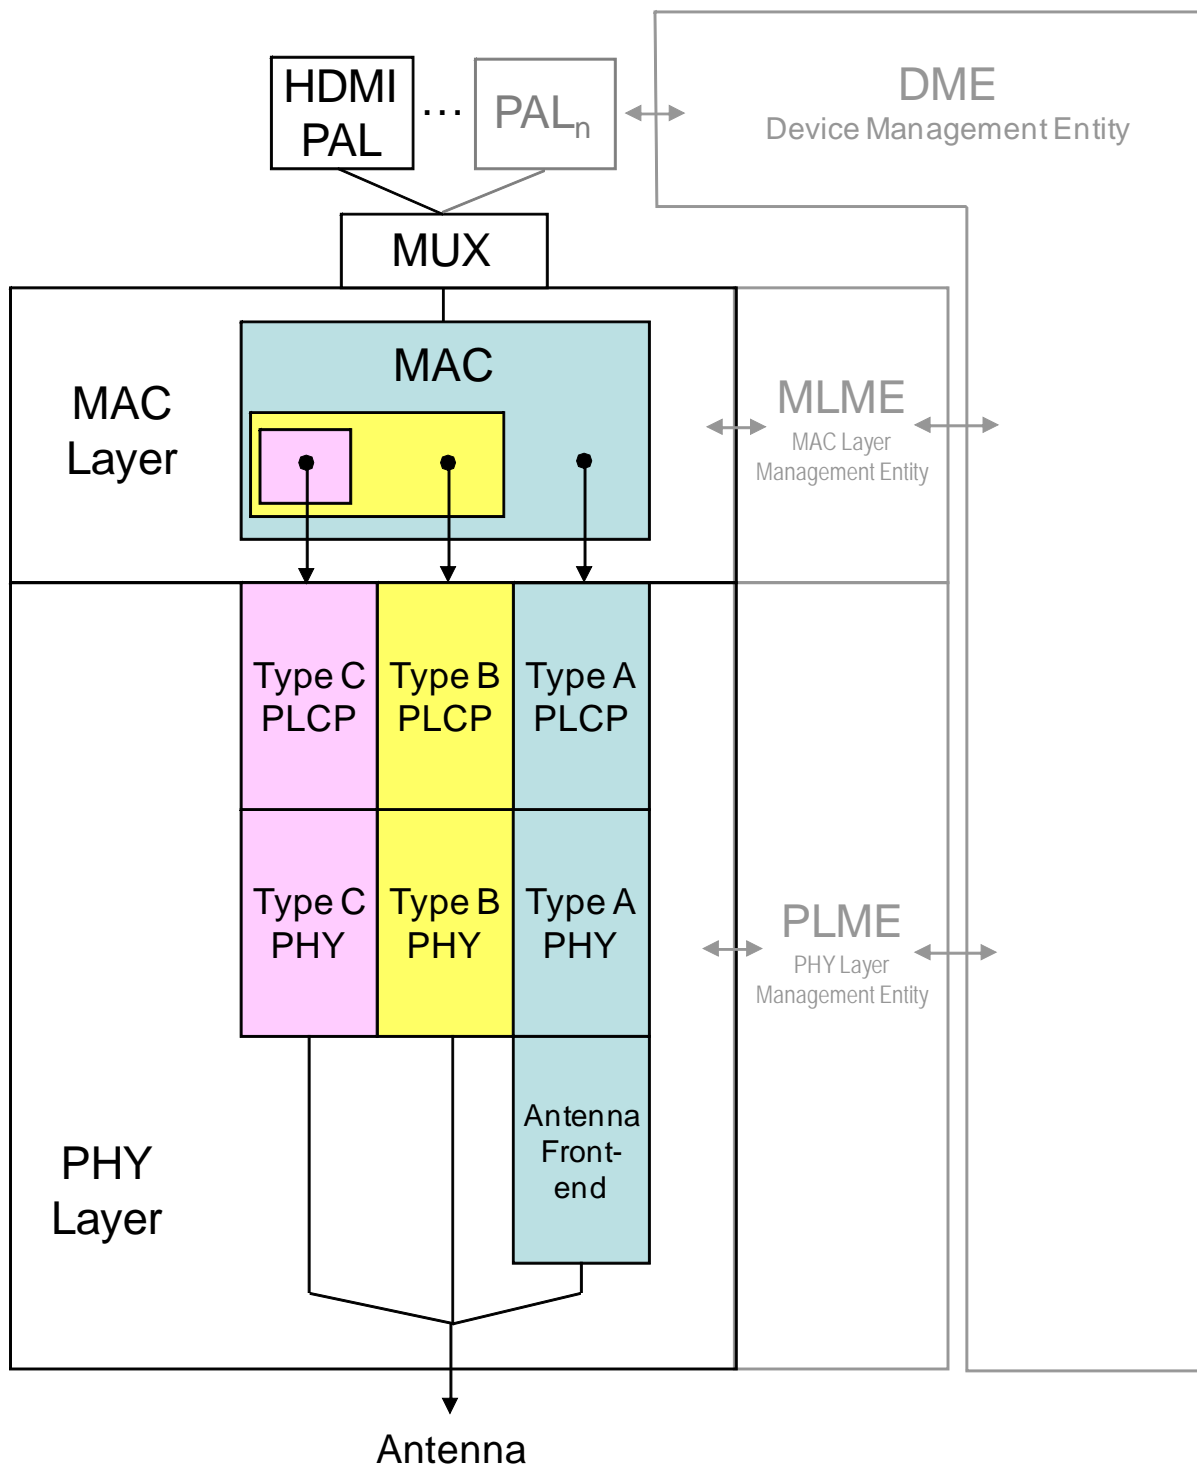 HDMI
PAL
...
PALn
DME
Device Management Entity
MUX
MAC
Layer
MAC
MLME
MAC Layer
Management Entity
Type C
PLCP
Type B
PLCP
Type A
PLCP
Type C
PHY
Type B
PHY
Type A
PHY
PLME
PHY Layer
Management Entity
Antenna
Front-
end
PHY
Layer
Antenna